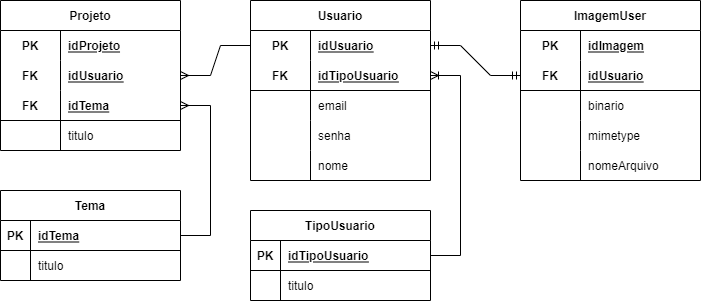 Projeto
PK idProjeto
FK idUsuario
FK idTema
titulo
Usuario
PK idUsuario
FK idTipoUsuario
email
senha
nome
ImagemUser
PK idImagem
FK idUsuario
binario
mimetype
nomeArquivo
Tema
PK idTema
titulo
TipoUsuario
PK idTipoUsuario
titulo